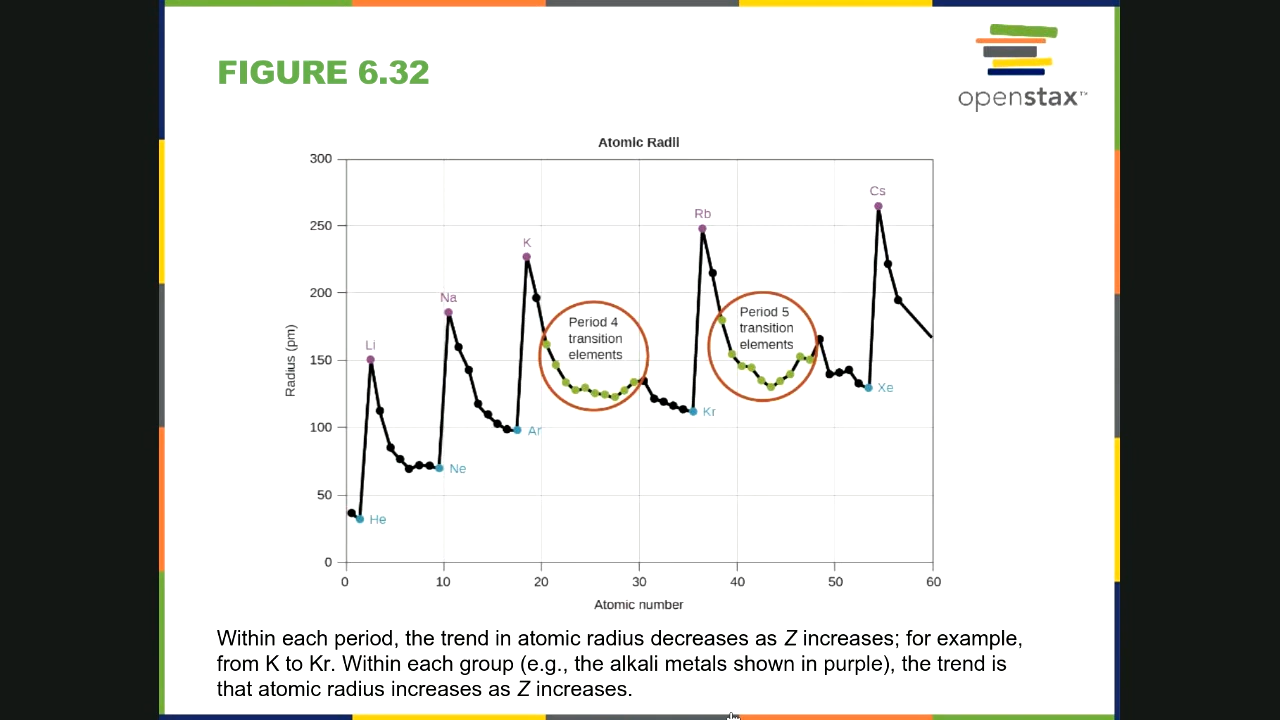 FIGURE 6.32
openstax™
Atomic Radii
300
250
200
150
100
50
0
Radius (pm)
0 10 20 30 40 50 60
Atomic number
He
Li
Ne
Na
Ar
K
Period 4
transition
elements
Kr
Rb
Period 5
transition
elements
Xe
Cs
Within each period, the trend in atomic radius decreases as Z increases; for example,
from K to Kr. Within each group (e.g., the alkali metals shown in purple), the trend is
that atomic radius increases as Z increases.